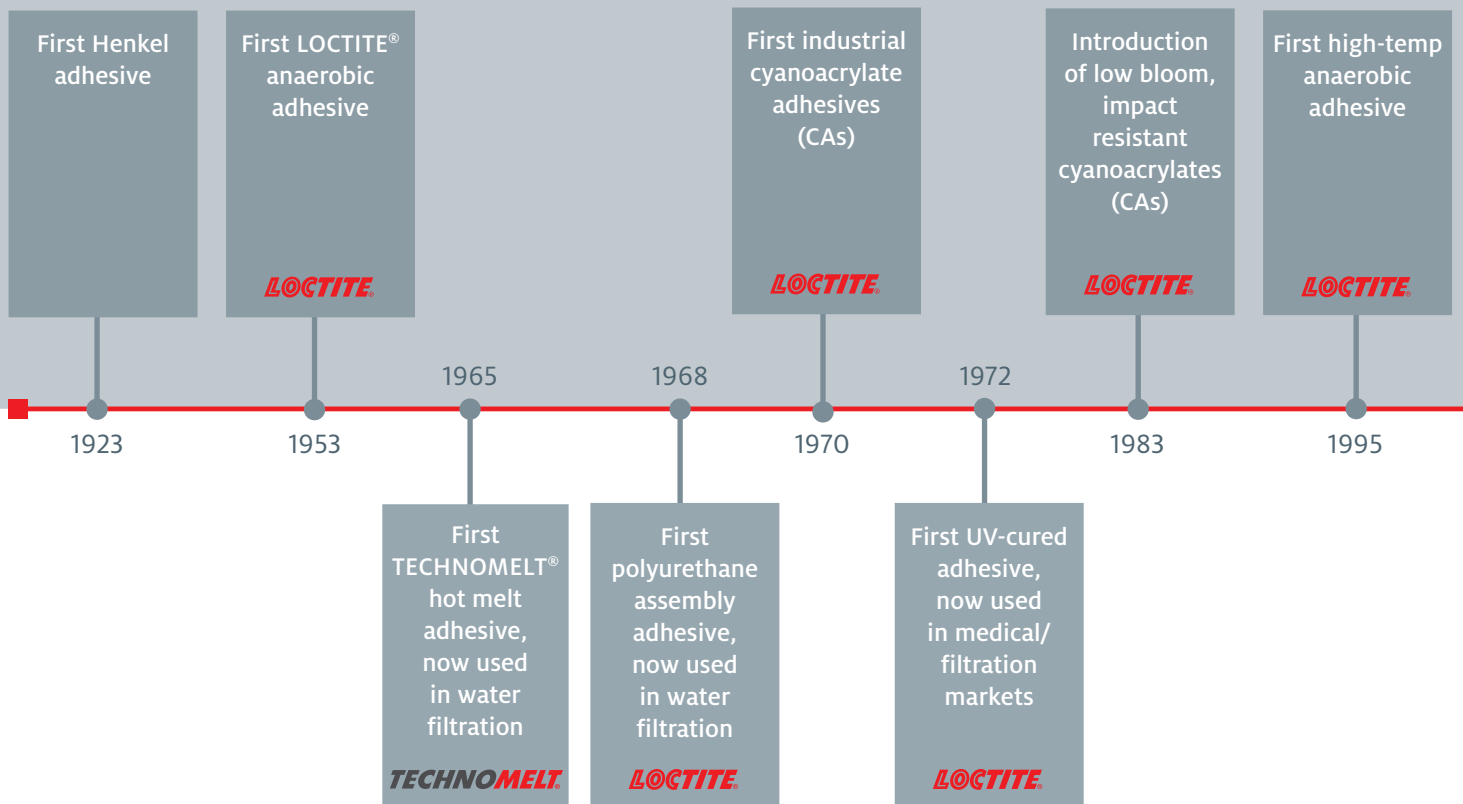 First Henkel
adhesive
First LOCTITE®
anaerobic
adhesive
LOCTITE®
First industrial
cyanoacrylate
adhesives
(CAs)
LOCTITE®
Introduction
of low bloom,
impact
resistant
cyanoacrylates
(CAs)
LOCTITE®
First high-temp
anaerobic
adhesive
LOCTITE®
1965
1968
1972
1923
1953
1970
1983
1995
First
TECHNOMELT®
hot melt
adhesive,
now used
in water
filtration
TECHNOMELT®
First
polyurethane
assembly
adhesive,
now used
in water
filtration
LOCTITE®
First UV-cured
adhesive,
now used
in medical/
filtration
markets
LOCTITE®